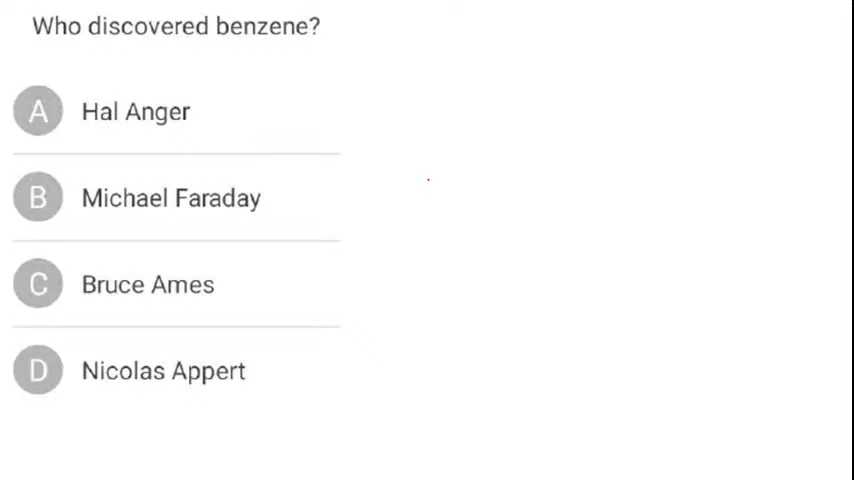 Who discovered benzene?
A Hal Anger
B Michael Faraday
C Bruce Ames
D Nicolas Appert